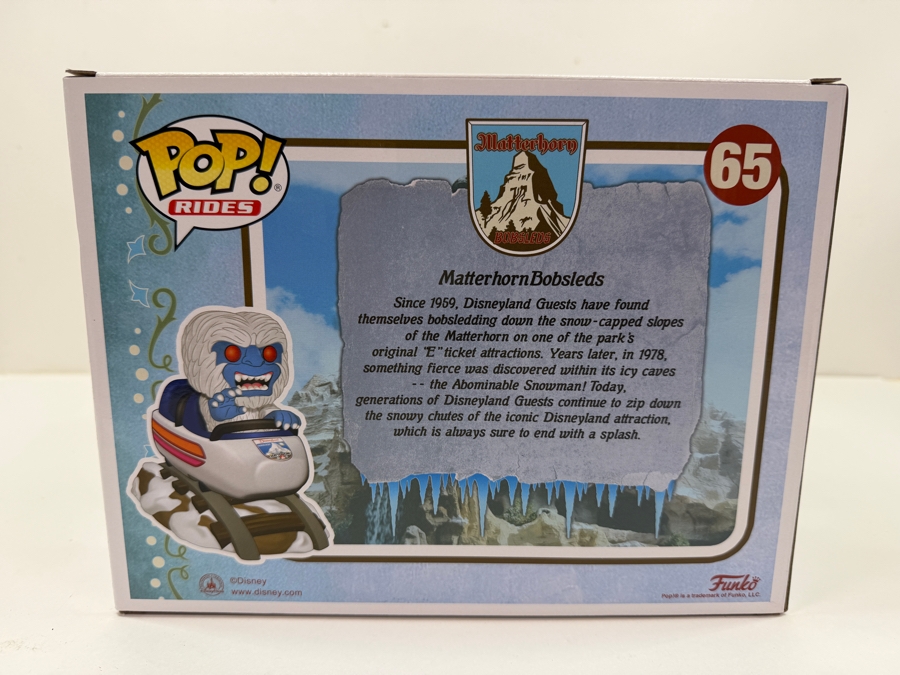 POP!®
RIDES
Matterhorn
BOBSLEDS
65
Matterhorn Bobsleds
Since 1959, Disneyland Guests have found
themselves bobsledding down the snow-capped slopes
of the Matterhorn on one of the park's
original "E" ticket attractions. Years later, in 1978,
something fierce was discovered within its icy caves
-- the Abominable Snowman! Today,
generations of Disneyland Guests continue to zip down
the snowy chutes of the iconic Disneyland attraction,
which is always sure to end with a splash.
©Disney
www.disney.com
Funko
Pop!® is a trademark of Funko, LLC.